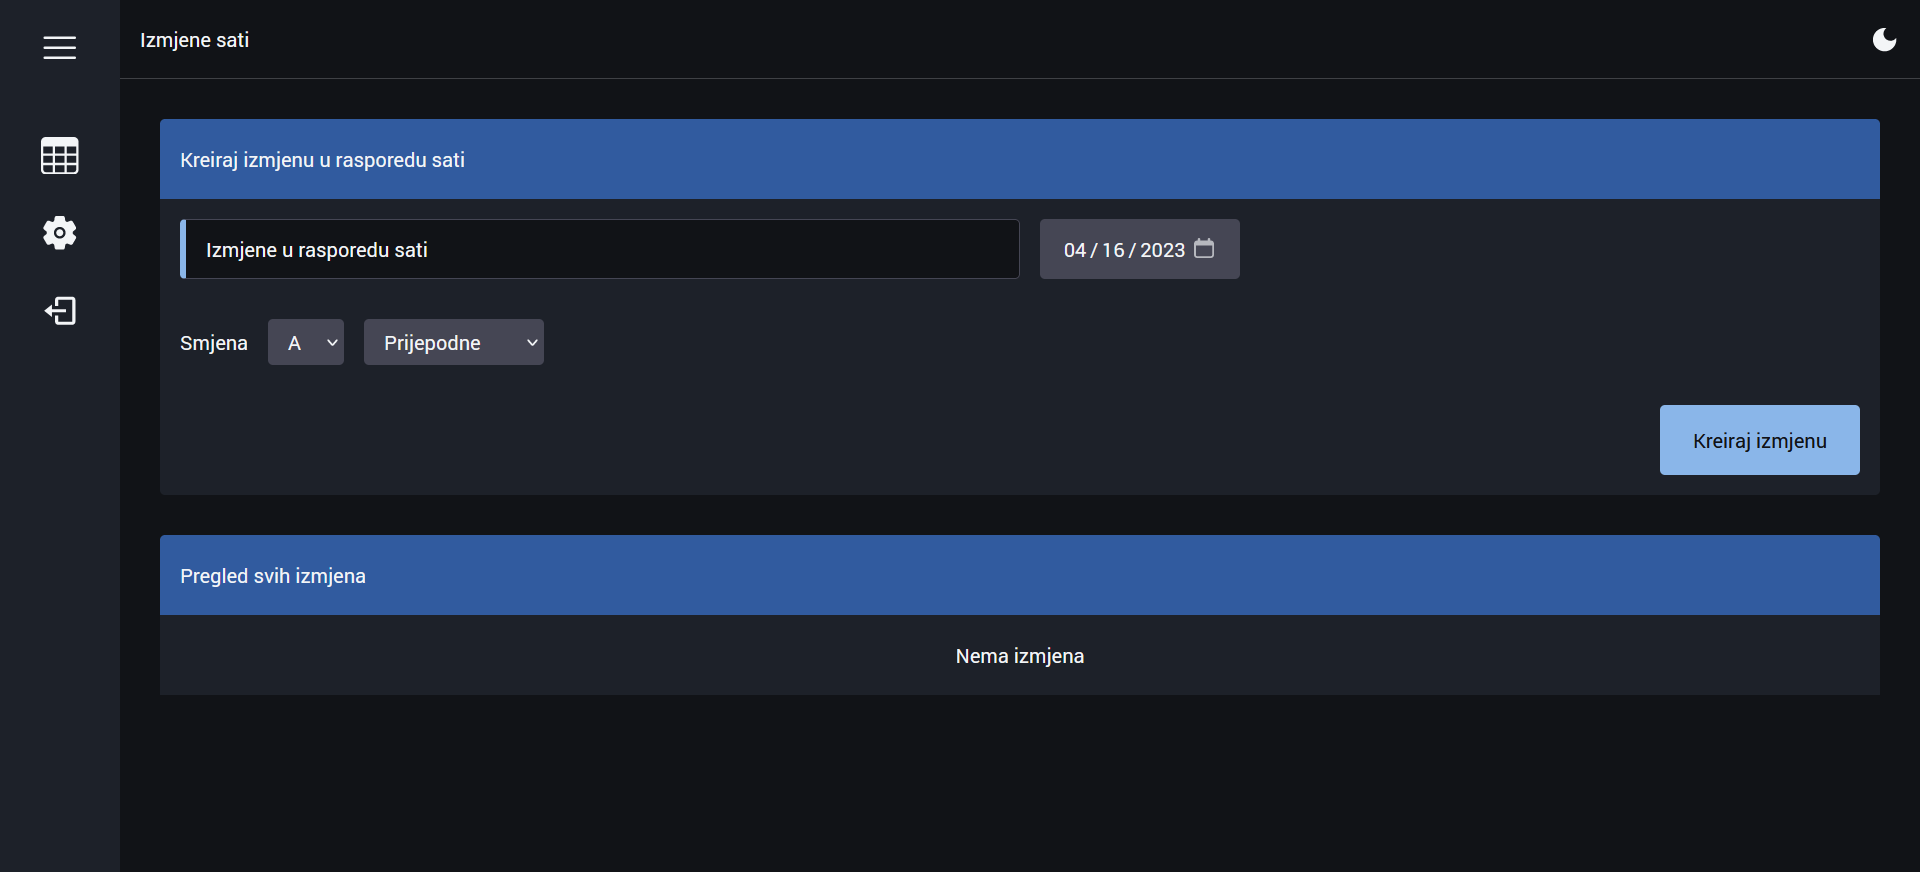 Izmjene sati
Kreiraj izmjenu u rasporedu sati
Izmjene u rasporedu sati
04 / 16 / 2023
Smjena A Prijepodne
Kreiraj izmjenu
Pregled svih izmjena
Nema izmjena